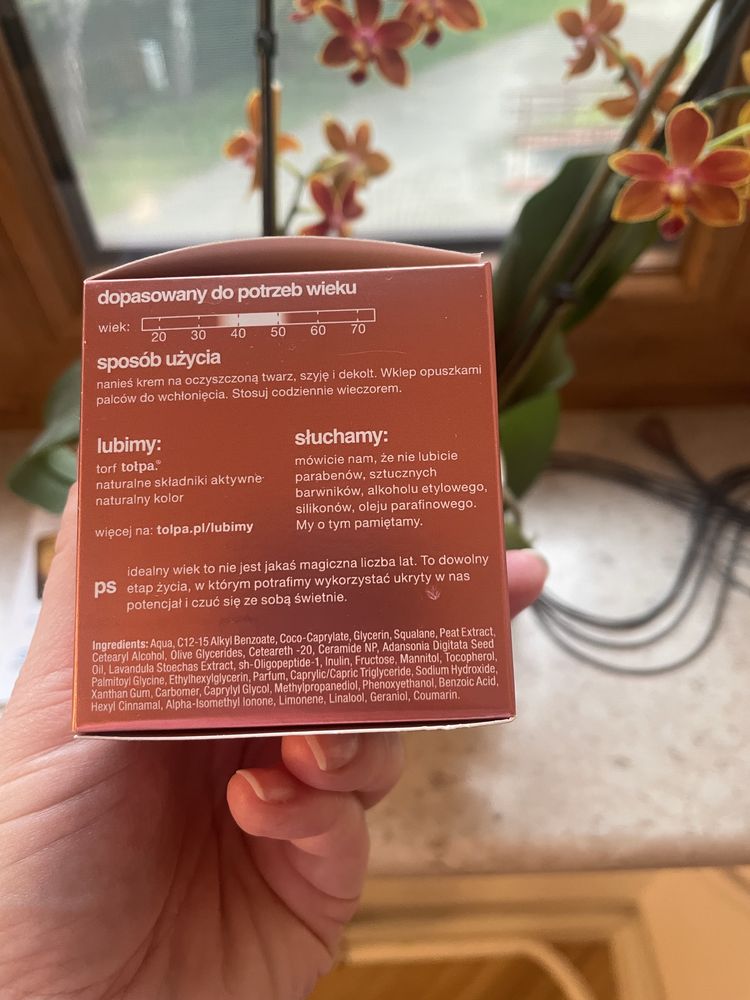 dopasowany do potrzeb wieku
wiek:
20 30 40 50 60 70
sposób użycia
nanieś krem na oczyszczoną twarz, szyję i dekolt. Wklep opuszkami
palców do wchłonięcia. Stosuj codziennie wieczorem.
lubimy:
torf tołpa.®
naturalne składniki aktywne
naturalny kolor
więcej na: tolpa.pl/lubimy
słuchamy:
mówicie nam, że nie lubicie
parabenów, sztucznych
barwników, alkoholu etylowego,
silikonów, oleju parafinowego.
My o tym pamiętamy.
ps
idealny wiek to nie jest jakaś magiczna liczba lat. To dowolny
etap życia, w którym potrafimy wykorzystać ukryty w nas
potencjał i czuć się ze sobą świetnie.
Ingredients: Aqua, C12-15 Alkyl Benzoate, Coco-Caprylate, Glycerin, Squalane, Peat Extract,
Cetearyl Alcohol, Olive Glycerides, Ceteareth -20, Ceramide NP, Adansonia Digitata Seed
Oil, Lavandula Stoechas Extract, sh-Oligopeptide-1, Inulin, Fructose, Mannitol, Tocopherol,
Palmitoyl Glycine, Ethylhexylglycerin, Parfum, Caprylic/Capric Triglyceride, Sodium Hydroxide,
Xanthan Gum, Carbomer, Caprylyl Glycol, Methylpropanediol, Phenoxyethanol, Benzoic Acid,
Hexyl Cinnamal, Alpha-Isomethyl Ionone, Limonene, Linalool, Geraniol, Coumarin.